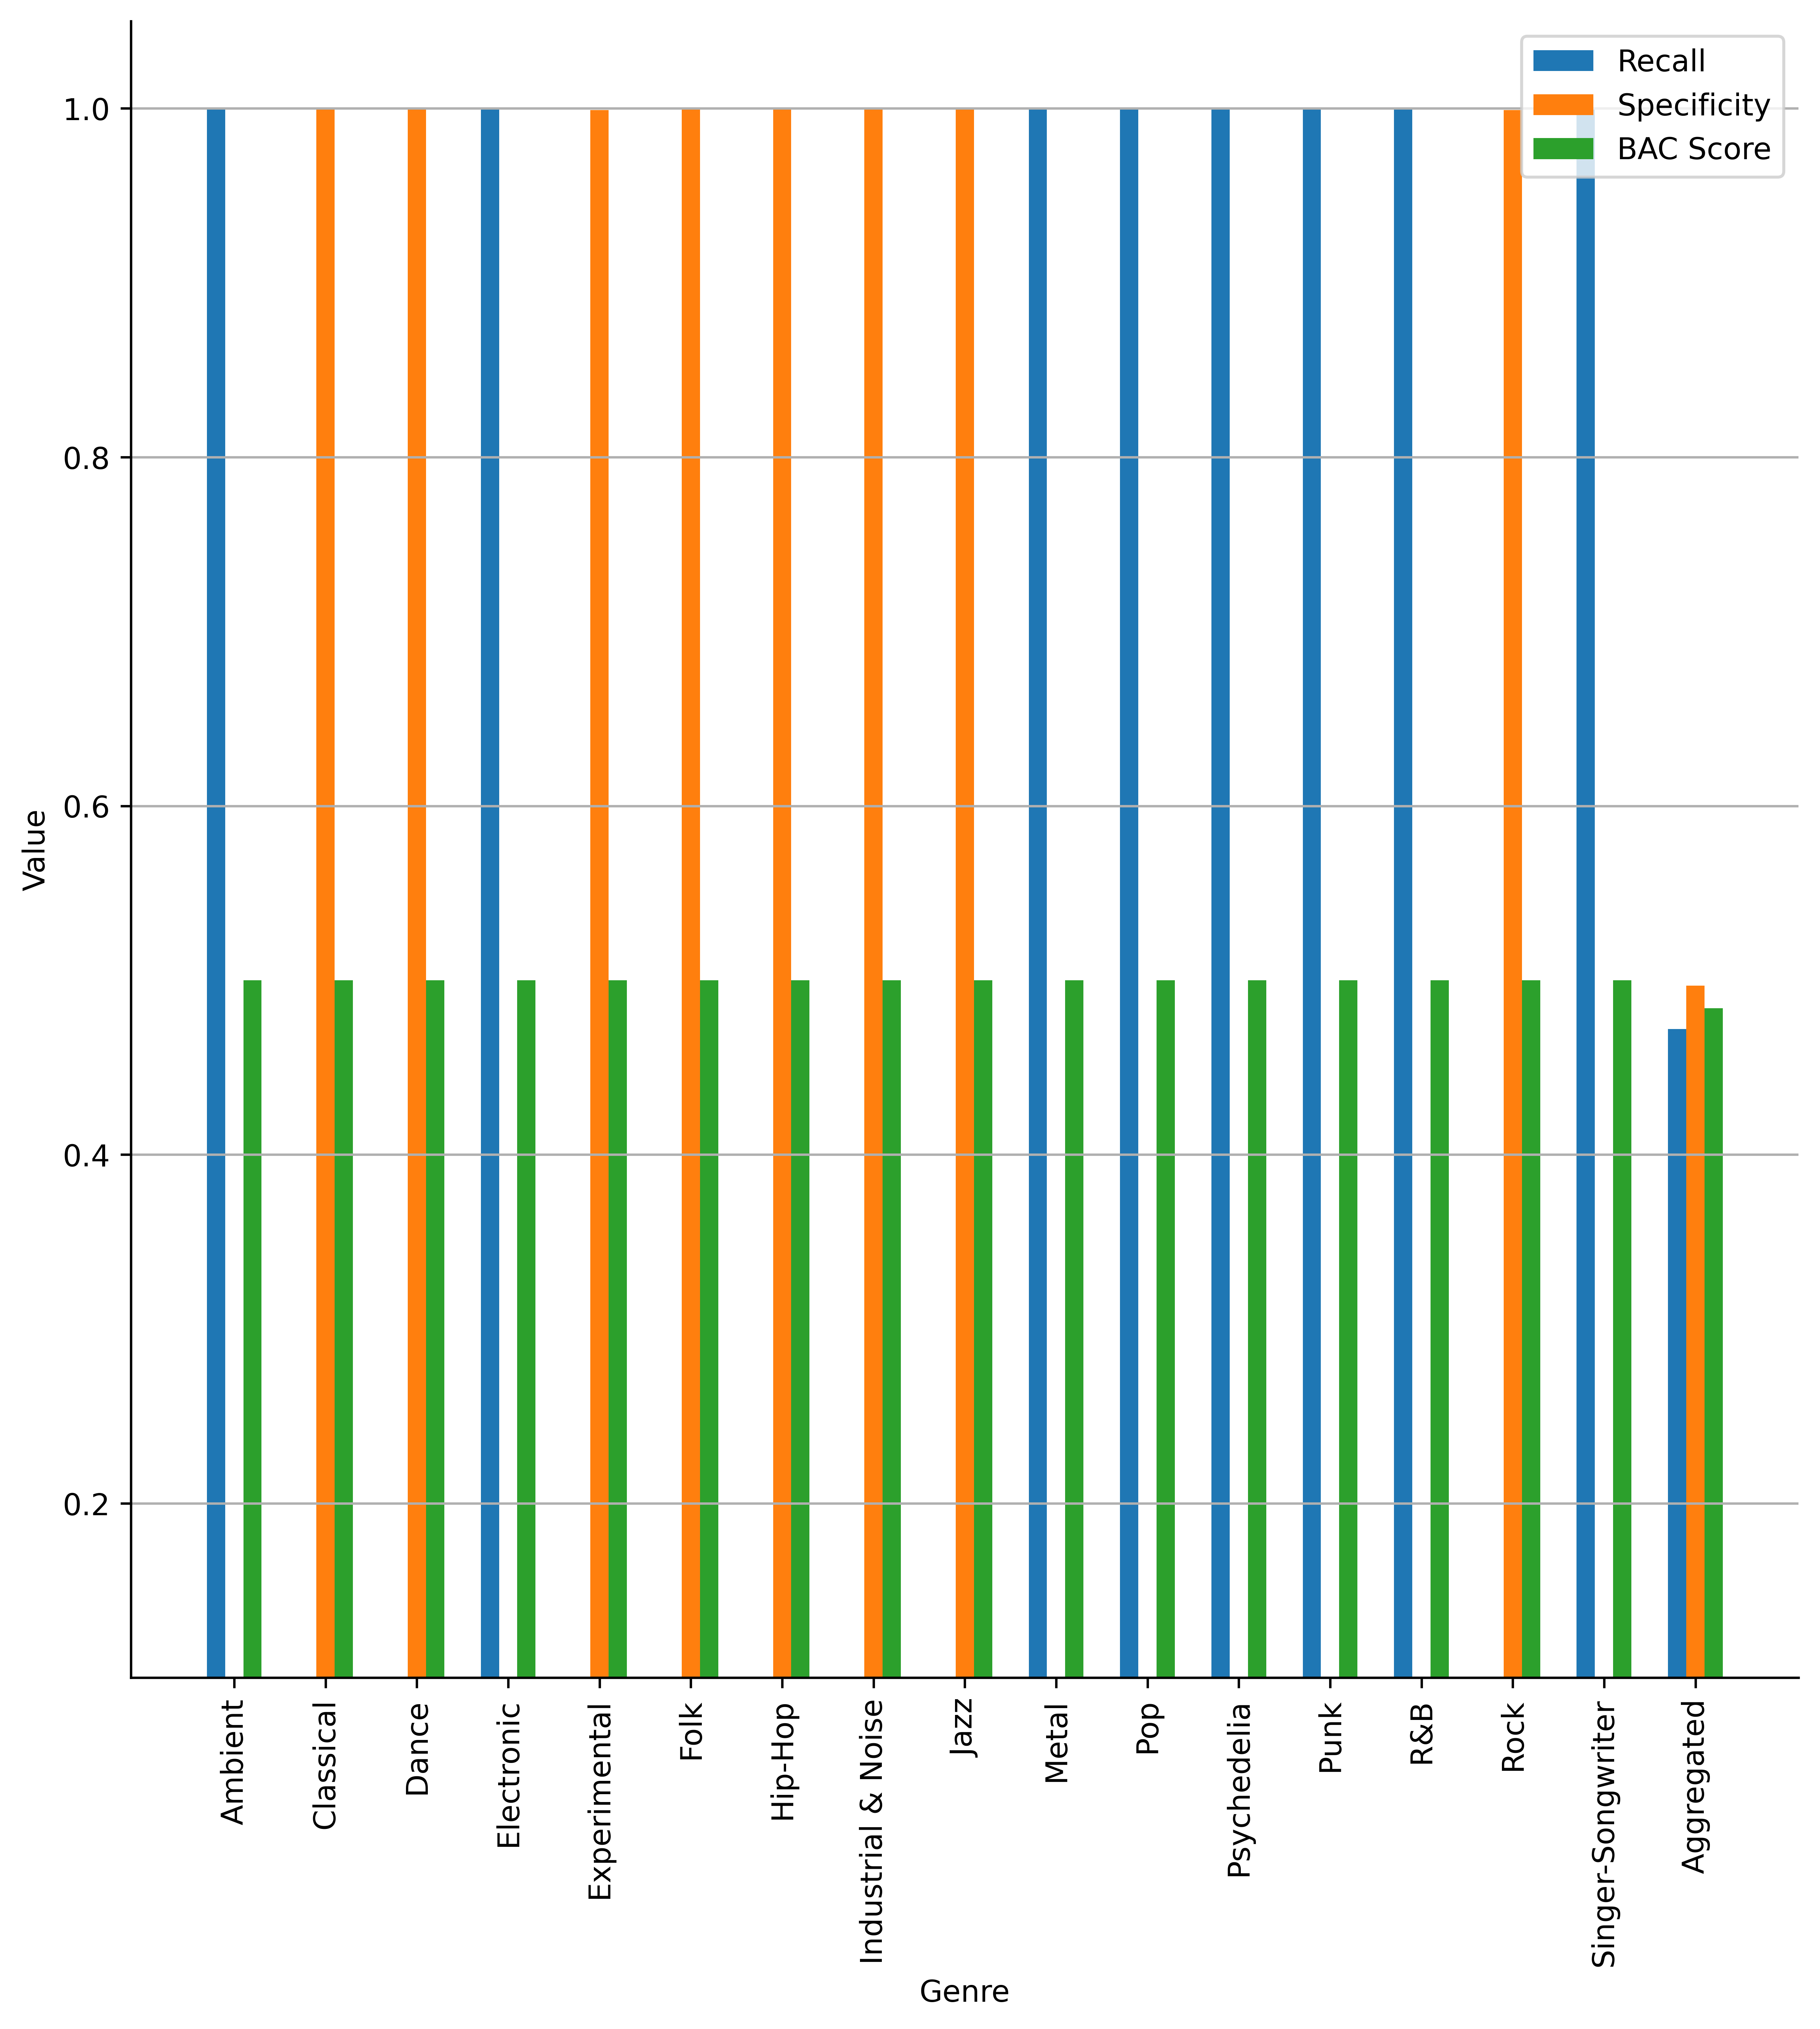 Recall
Specificity
BAC Score
1.0
0.8
0.6
0.4
0.2
Value
Ambient
Classical
Dance
Electronic
Experimental
Folk
Hip-Hop
Industrial & Noise
Jazz
Metal
Pop
Psychedelia
Punk
R&B
Rock
Singer-Songwriter
Aggregated
Genre